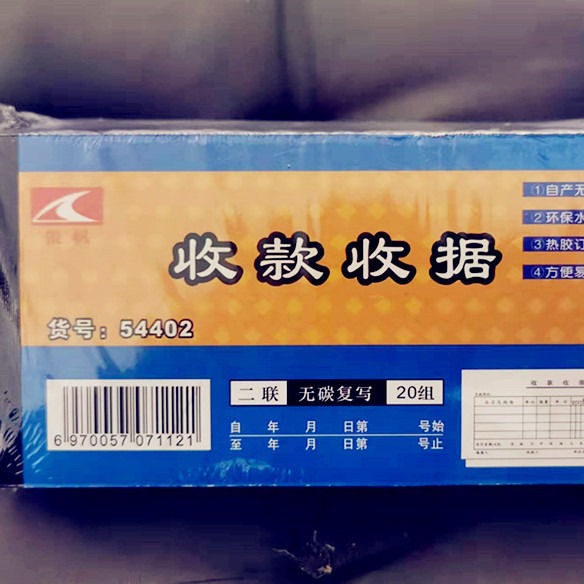 ①自产无
②环保水
③热胶订
④方便易
银帆
收款收据
货号：54402
二联 无碳复写 20组
自 年 月 日第 号始
至 年 月 日第 号止
6 970057 071121
收 款 收 据